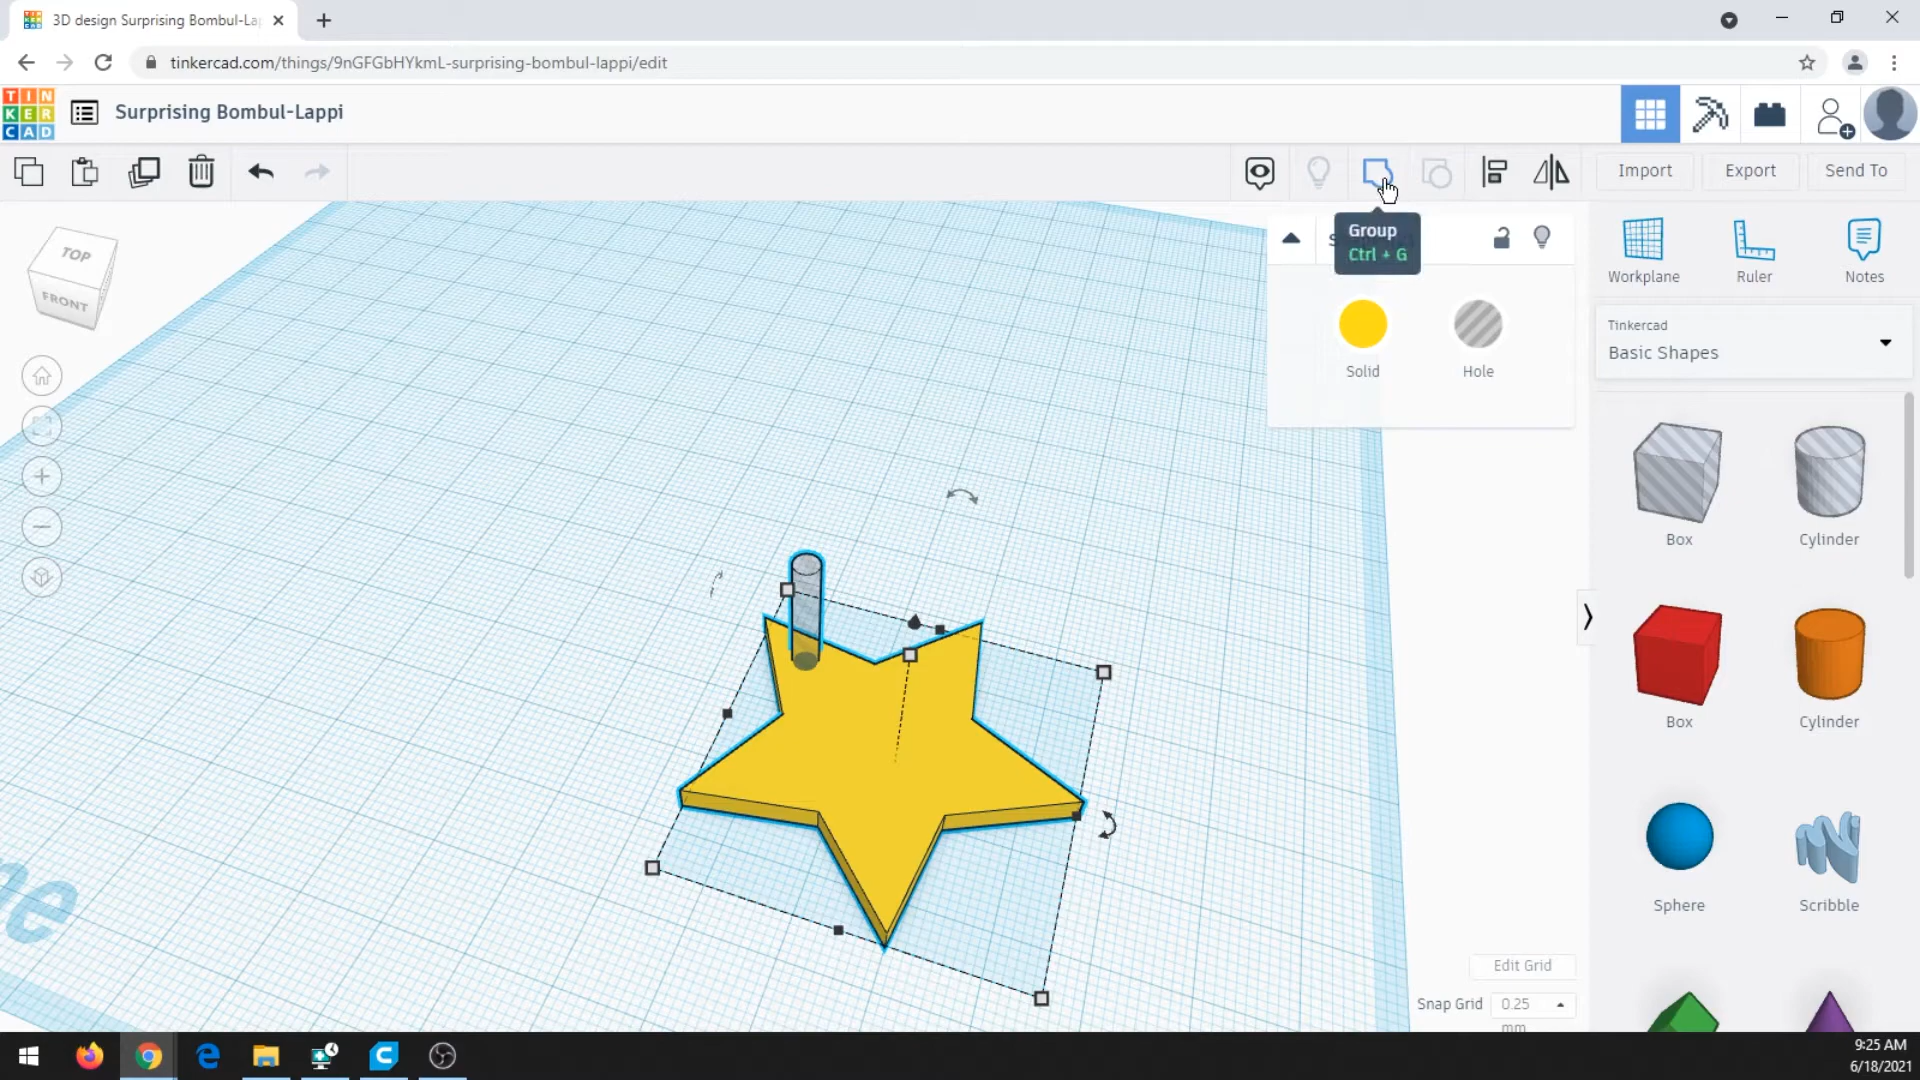 3D design Surprising Bombul-La
tinkercad.com/things/9nGFGbHYkmL-surprising-bombul-lappi/edit
TIN
KER
CAD
Surprising Bombul-Lappi
Import
Export
Send To
Group
Ctrl + G
TOP
FRONT
Workplane
Ruler
Notes
Solid
Hole
Tinkercad
Basic Shapes
Box
Cylinder
Box
Cylinder
Sphere
Scribble
ne
Edit Grid
Snap Grid
0.25
mm
9:25 AM
6/18/2021